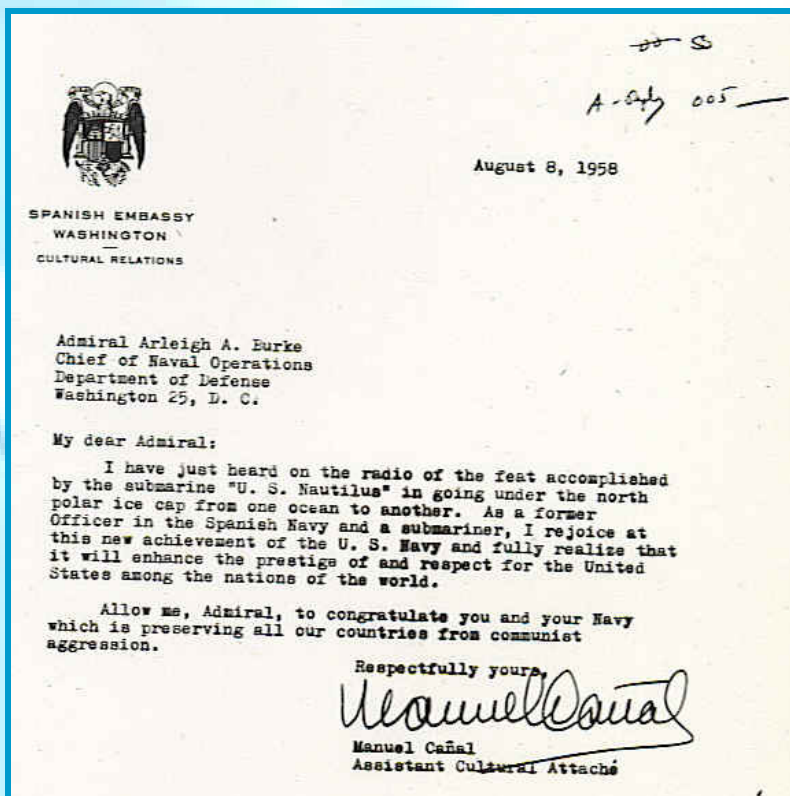 August 8, 1958
SPANISH EMBASSY
WASHINGTON
CULTURAL RELATIONS
Admiral Arleigh A. Burke
Chief of Naval Operations
Department of Defense
Washington 25, D. C.
My dear Admiral:
I have just heard on the radio of the feat accomplished
by the submarine "U. S. Nautilus" in going under the north
polar ice cap from one ocean to another. As a former
Officer in the Spanish Navy and a submariner, I rejoice at
this new achievement of the U. S. Navy and fully realize that
it will enhance the prestige of and respect for the United
States among the nations of the world.
Allow me, Admiral, to congratulate you and your Navy
which is preserving all our countries from communist
aggression.
Respectfully yours,
Manuel Cañal
Manuel Cañal
Assistant Cultural Attaché